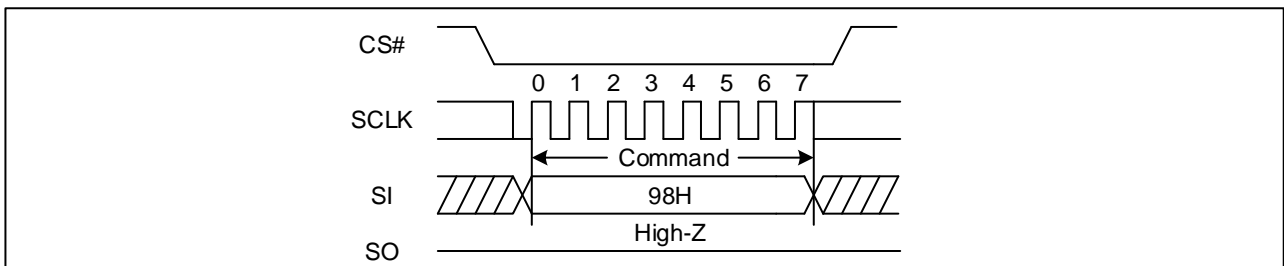 CS#
0 1 2 3 4 5 6 7
SCLK
Command
SI
98H
High-Z
SO